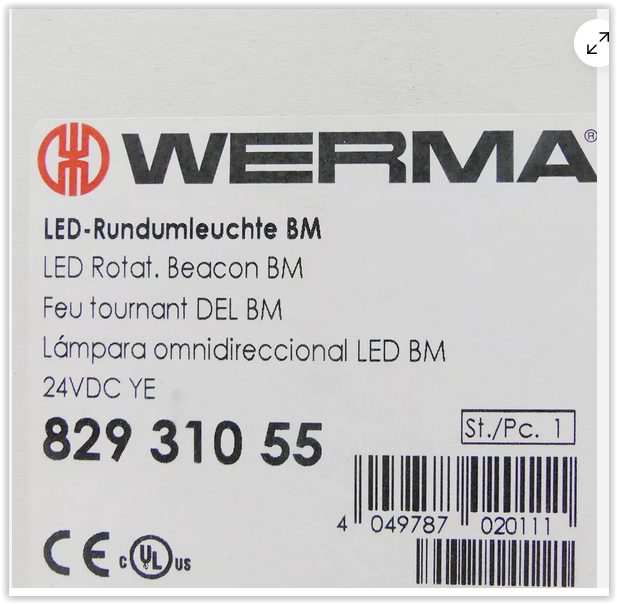 WERMA®
LED-Rundumleuchte BM
LED Rotat. Beacon BM
Feu tournant DEL BM
Lámpara omnidireccional LED BM
24VDC YE
829 310 55
St./Pc. 1
4 049787 020111
CE c UL us